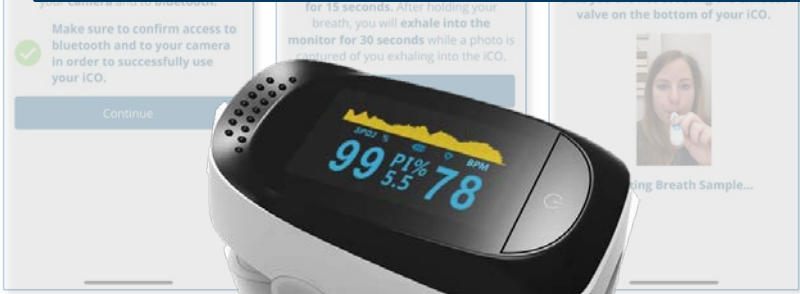 your camera and to bluetooth.
Make sure to confirm access to
bluetooth and to your camera
in order to successfully use
your iCO.
Continue
for 15 seconds. After holding your
breath, you will exhale into the
monitor for 30 seconds while a photo is
captured of you exhaling into the iCO.
valve on the bottom of your iCO.
Breath Sample...
SPO2 %
BPM
99
PI%
5.5
78